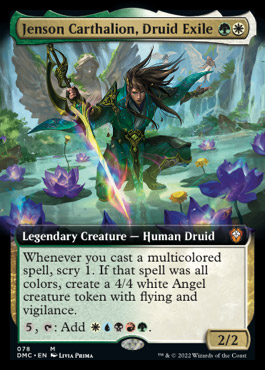 Jenson Carthalion, Druid Exile
Legendary Creature — Human Druid
Whenever you cast a multicolored
spell, scry 1. If that spell was all
colors, create a 4/4 white Angel
creature token with flying and
vigilance.
5, : Add
2/2
078 M
DMC • EN LIVIA PRIMA
™ & © 2022 Wizards of the Coast